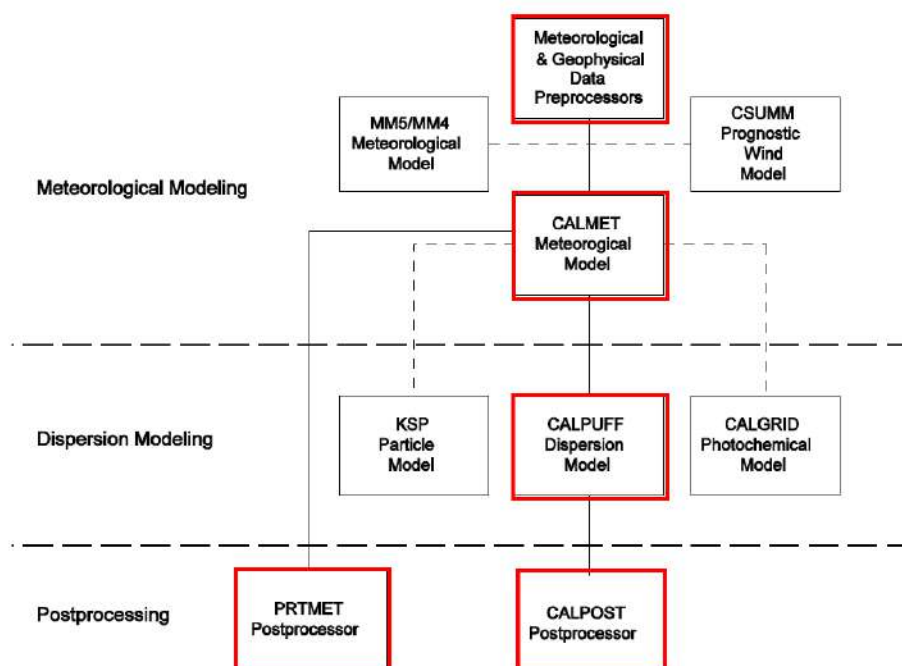 Meteorological
& Geophysical
Data
Preprocessors
MM5/MM4
Meteorological
Model
CSUMM
Prognostic
Wind
Model
Meteorological Modeling
CALMET
Meteorogical
Model
Dispersion Modeling
KSP
Particle
Model
CALPUFF
Dispersion
Model
CALGRID
Photochemical
Model
Postprocessing
PRTMET
Postprocessor
CALPOST
Postprocessor